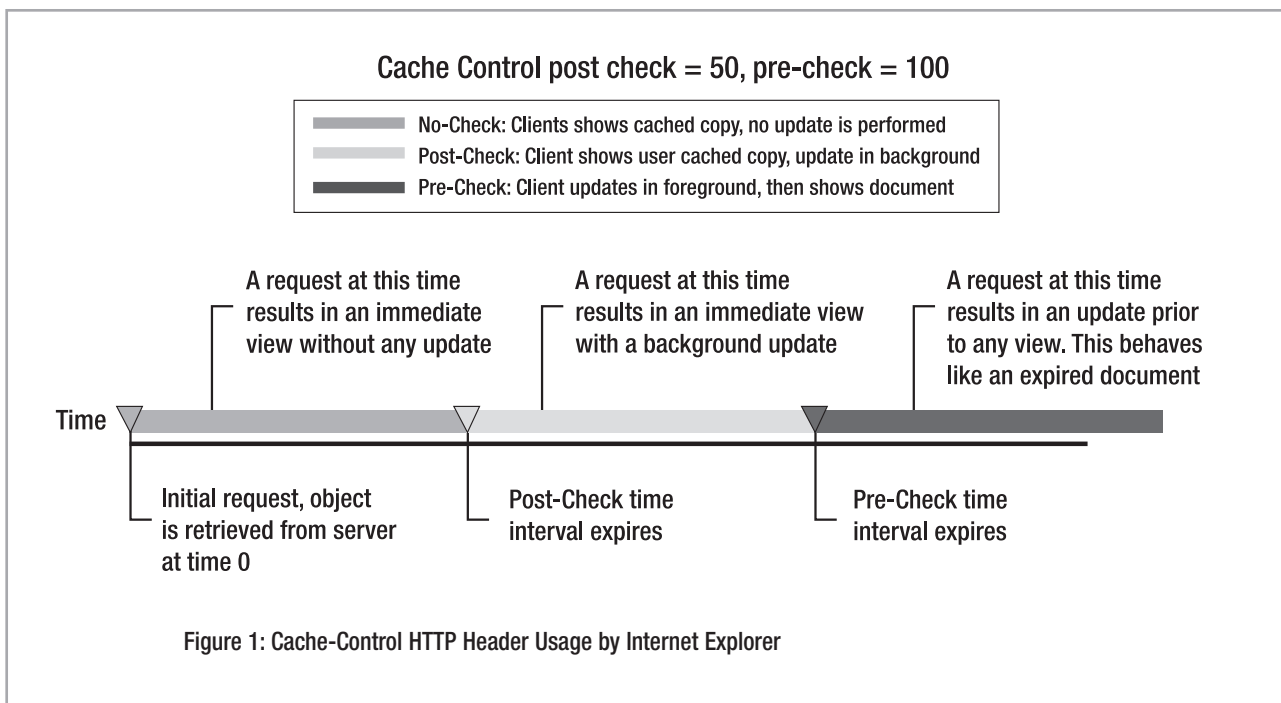 Cache Control post check = 50, pre-check = 100
No-Check: Clients shows cached copy, no update is performed
Post-Check: Client shows user cached copy, update in background
Pre-Check: Client updates in foreground, then shows document
A request at this time
results in an immediate
view without any update
A request at this time
results in an immediate view
with a background update
A request at this time
results in an update prior
to any view. This behaves
like an expired document
Time
Initial request, object
is retrieved from server
at time 0
Post-Check time
interval expires
Pre-Check time
interval expires
Figure 1: Cache-Control HTTP Header Usage by Internet Explorer